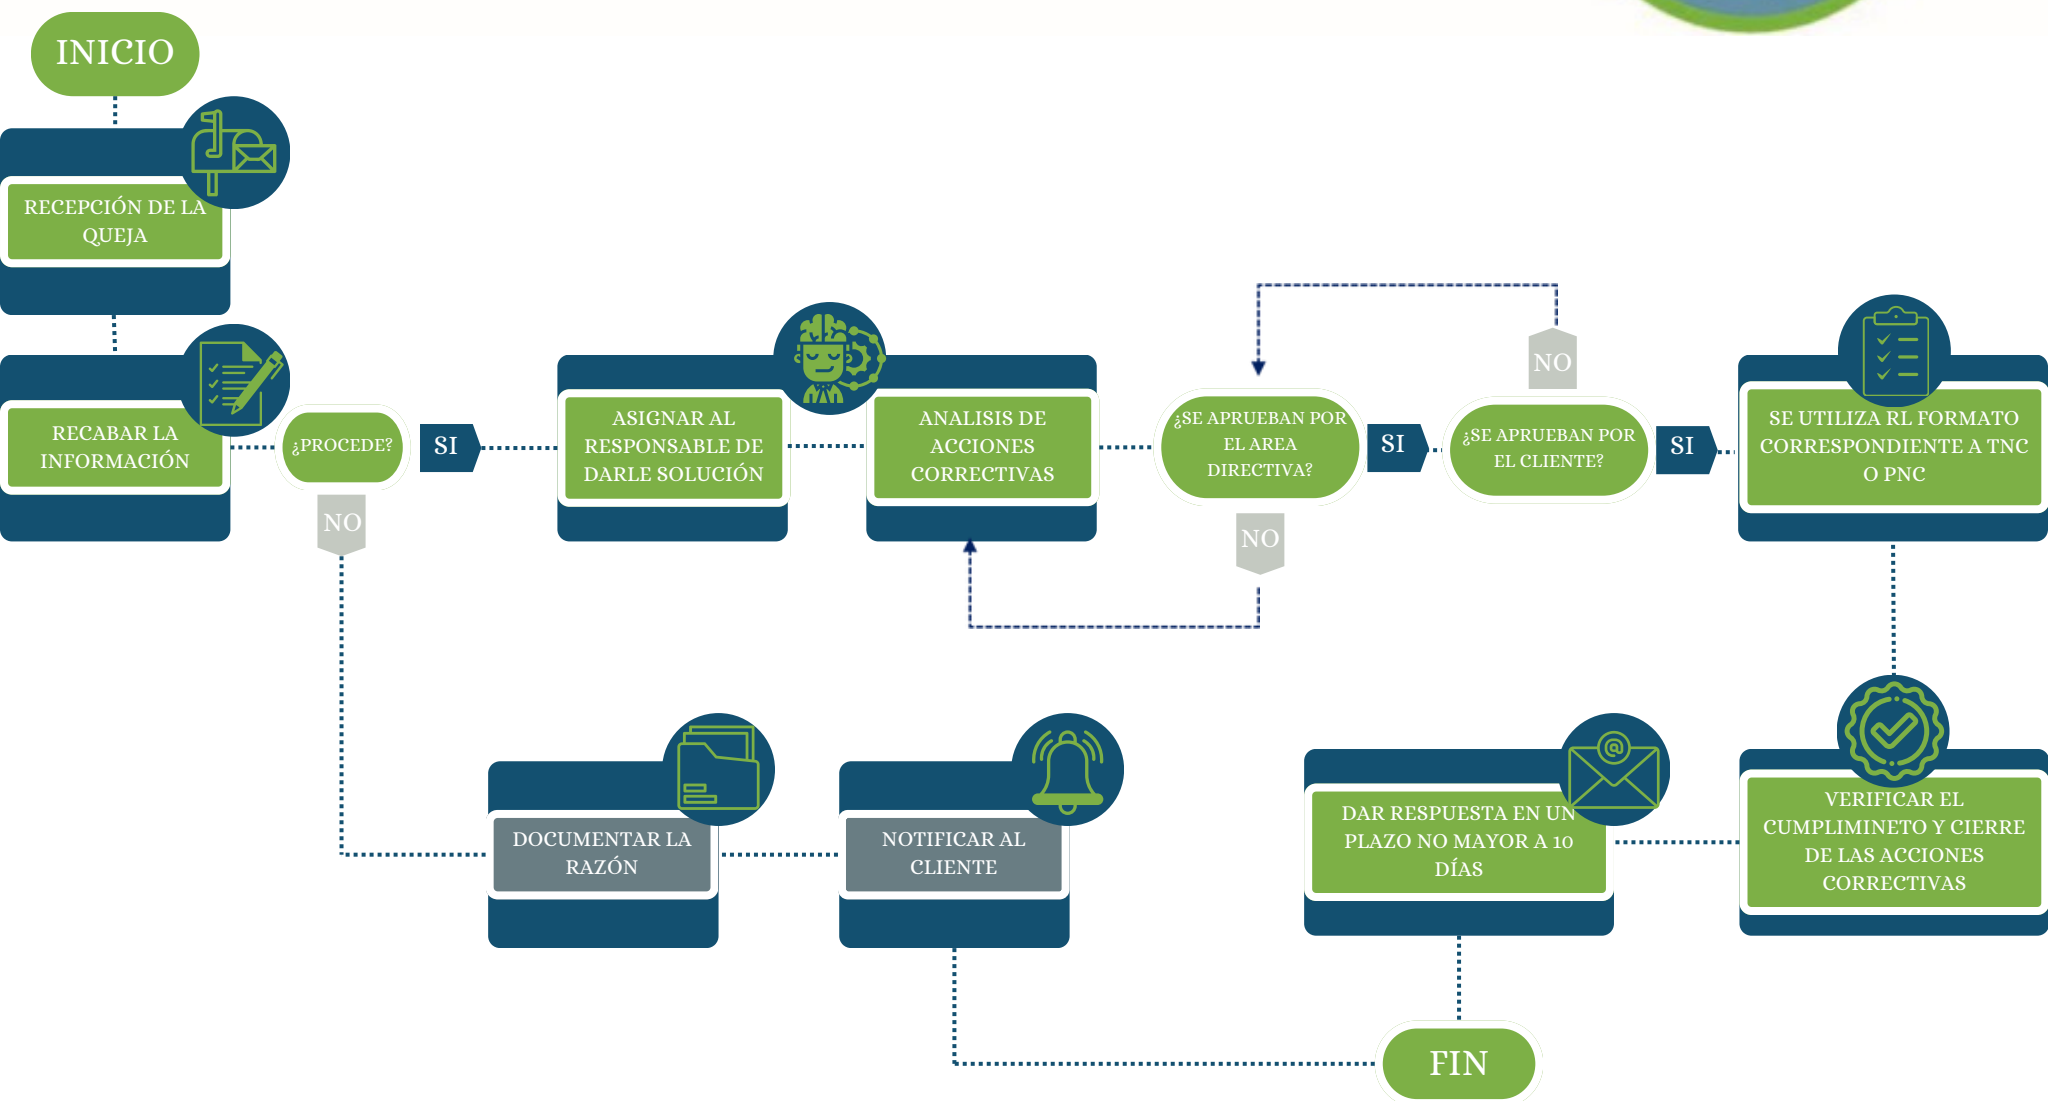 INICIO
RECEPCIÓN DE LA
QUEJA
RECABAR LA
INFORMACIÓN
¿PROCEDE?
SI
NO
ASIGNAR AL
RESPONSABLE DE
DARLE SOLUCIÓN
ANALISIS DE
ACCIONES
CORRECTIVAS
¿SE APRUEBAN POR
EL AREA
DIRECTIVA?
SI
NO
¿SE APRUEBAN POR
EL CLIENTE?
NO
SI
SE UTILIZA RL FORMATO
CORRESPONDIENTE A TNC
O PNC
DOCUMENTAR LA
RAZÓN
NOTIFICAR AL
CLIENTE
DAR RESPUESTA EN UN
PLAZO NO MAYOR A 10
DÍAS
VERIFICAR EL
CUMPLIMINETO Y CIERRE
DE LAS ACCIONES
CORRECTIVAS
FIN